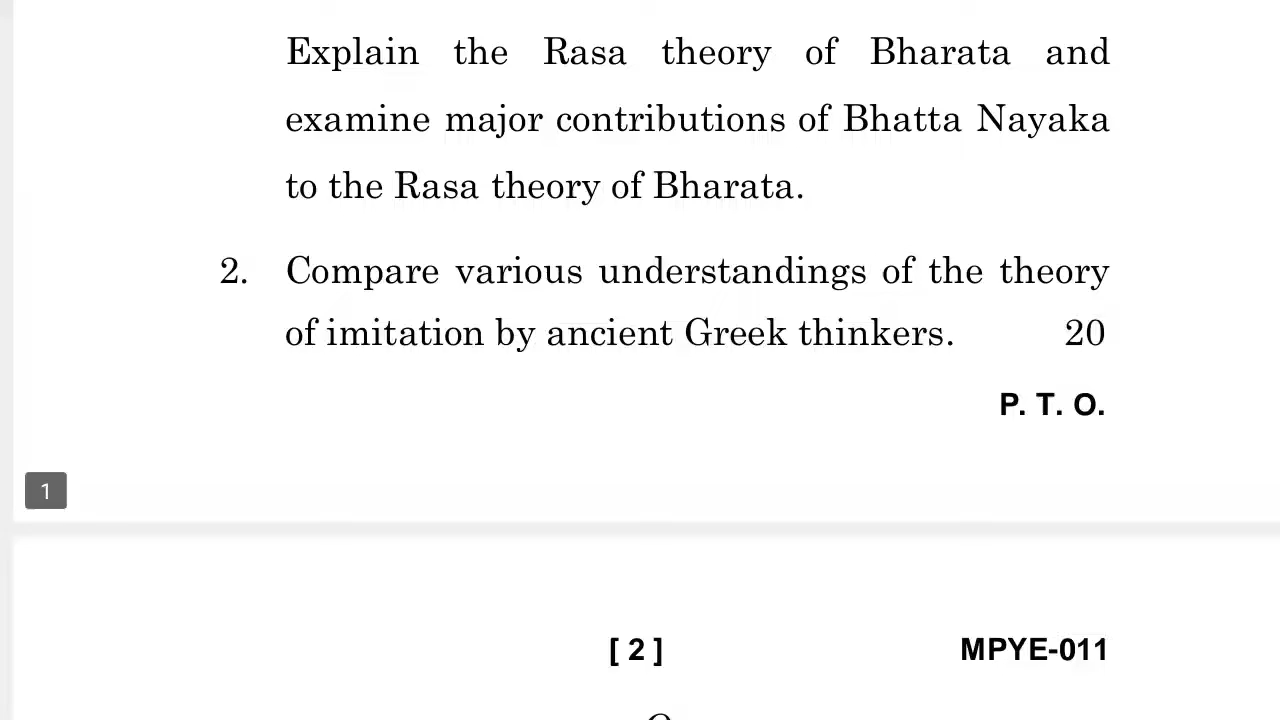 Explain the Rasa theory of Bharata and
examine major contributions of Bhatta Nayaka
to the Rasa theory of Bharata.
2. Compare various understandings of the theory
of imitation by ancient Greek thinkers. 20
P. T. O.
1
[ 2 ] MPYE-011